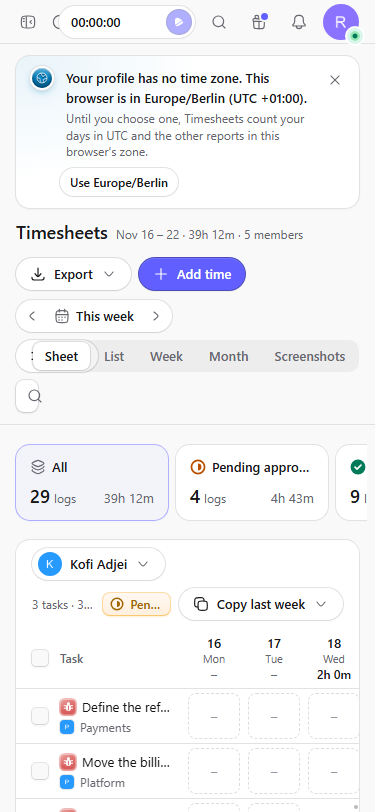 00:00:00
R
Your profile has no time zone. This
browser is in Europe/Berlin (UTC +01:00).
Until you choose one, Timesheets count your
days in UTC and the other reports in this
browser's zone.
Use Europe/Berlin
Timesheets Nov 16 – 22 · 39h 12m · 5 members
Export
Add time
This week
Sheet List Week Month Screenshots
All
29 logs 39h 12m
Pending appro...
4 logs 4h 43m
9
K Kofi Adjei
3 tasks · 3... Pen... Copy last week
Task
16 17 18
Mon Tue Wed
– – 2h 0m
Define the ref... – – –
P Payments
Move the billi... – – –
P Platform